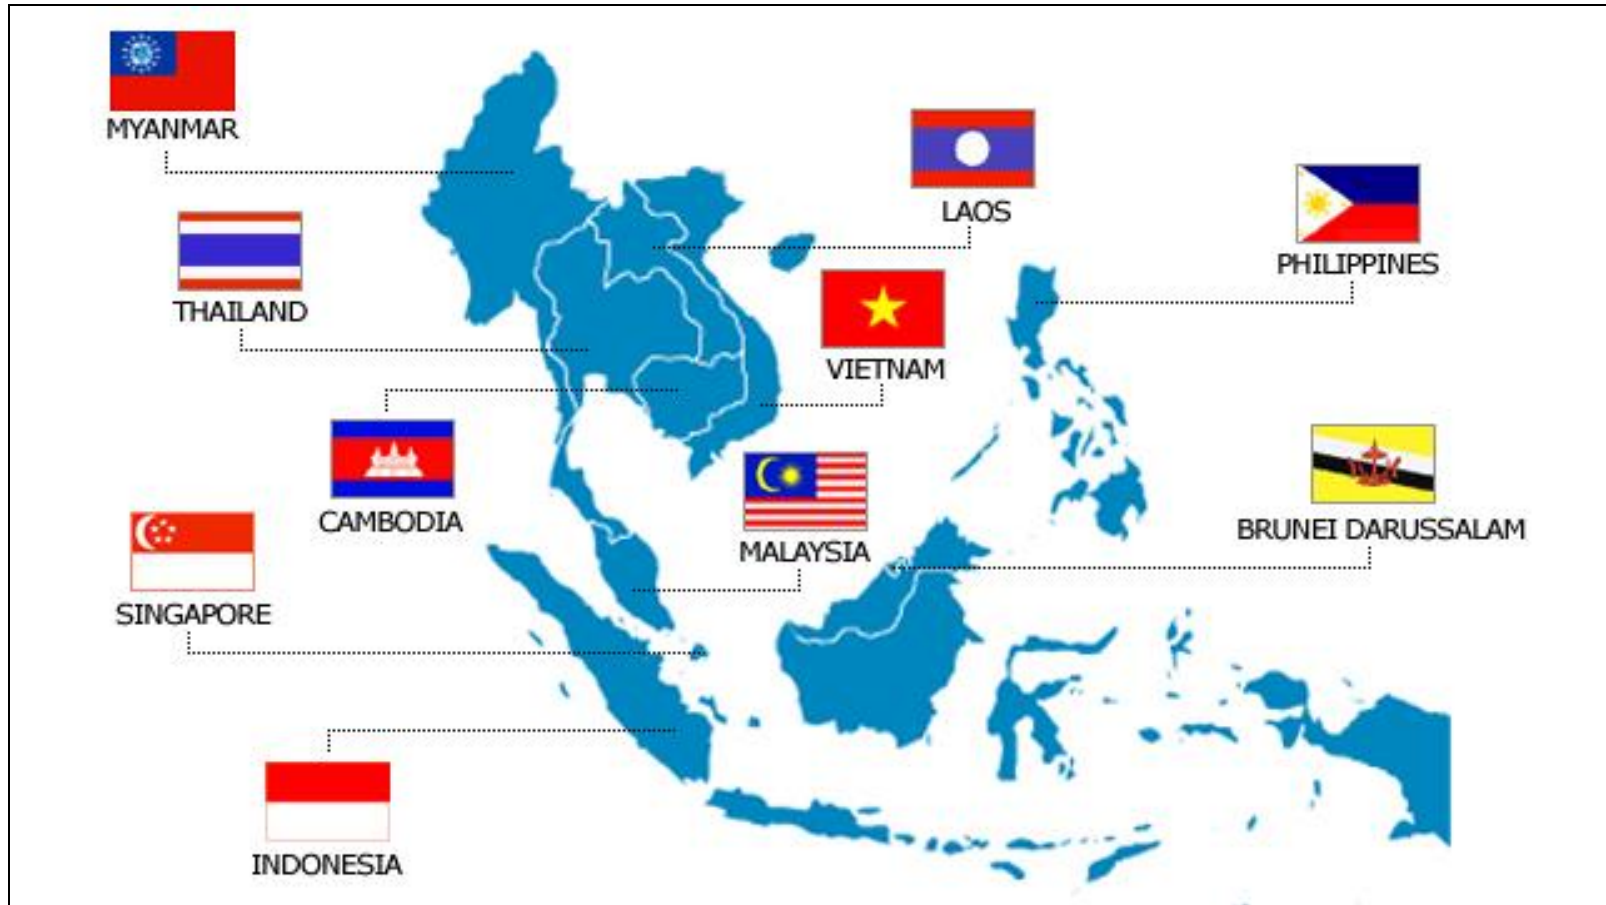 MYANMAR
LAOS
PHILIPPINES
THAILAND
VIETNAM
CAMBODIA
MALAYSIA
BRUNEI DARUSSALAM
SINGAPORE
INDONESIA